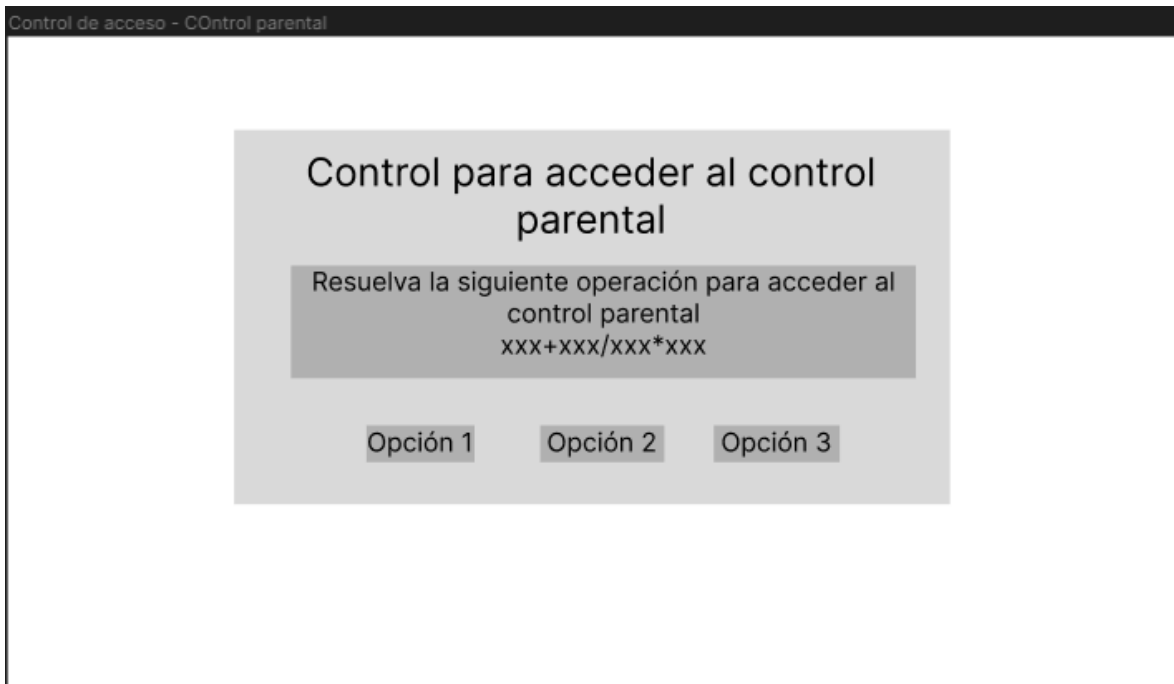 Control de acceso - COntrol parental
Control para acceder al control
parental
Resuelva la siguiente operación para acceder al
control parental
xxx+xxx/xxx*xxx
Opción 1
Opción 2
Opción 3